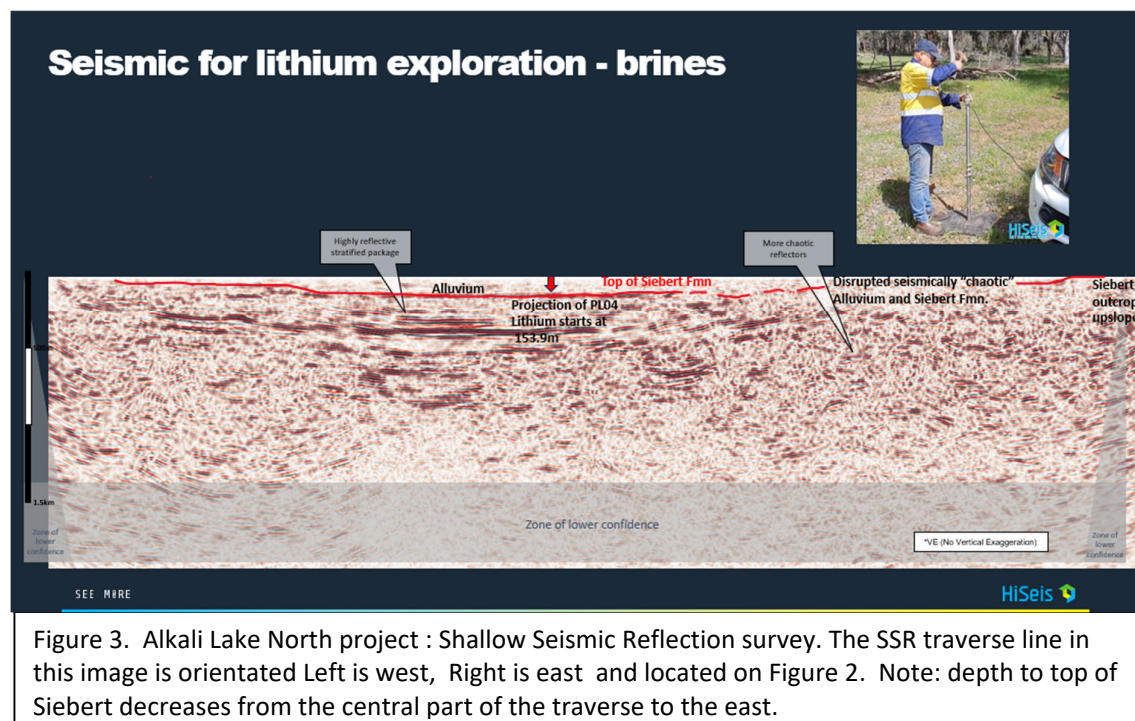 Seismic for lithium exploration - brines
HiSeis
Highly reflective
stratified package
More chaotic
reflectors
Alluvium
Top of Siebert Fmn
Disrupted seismically “chaotic”
Alluvium and Siebert Fmn.
Siebert
outcrop
upslope
Projection of PL04
Lithium starts at
153.9m
1.5km
Zone of
lower
confidence
Zone of lower confidence
*VE (No Vertical Exaggeration)
Zone of
lower
confidence
SEE MØRE
HiSeis
Figure 3. Alkali Lake North project : Shallow Seismic Reflection survey. The SSR traverse line in
this image is orientated Left is west, Right is east and located on Figure 2. Note: depth to top of
Siebert decreases from the central part of the traverse to the east.